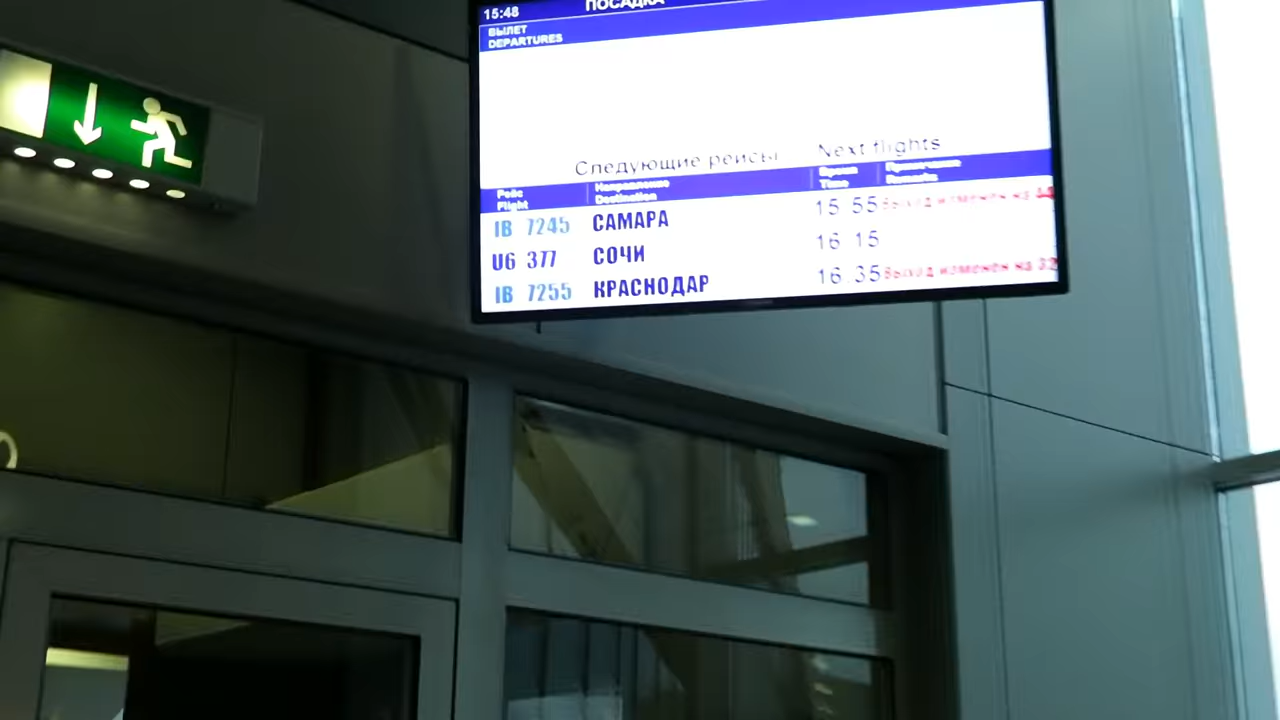 15:48 ПОСАДКА
ВЫЛЕТ
DEPARTURES
Следующие рейсы Next flights
Рейс Направление Время Примечание
Flight Destination Time Remarks
IB 7245 САМАРА 15 55 Выход изменен на 44
U6 377 СОЧИ 16 15
IB 7255 КРАСНОДАР 16.35 Выход изменен на 32